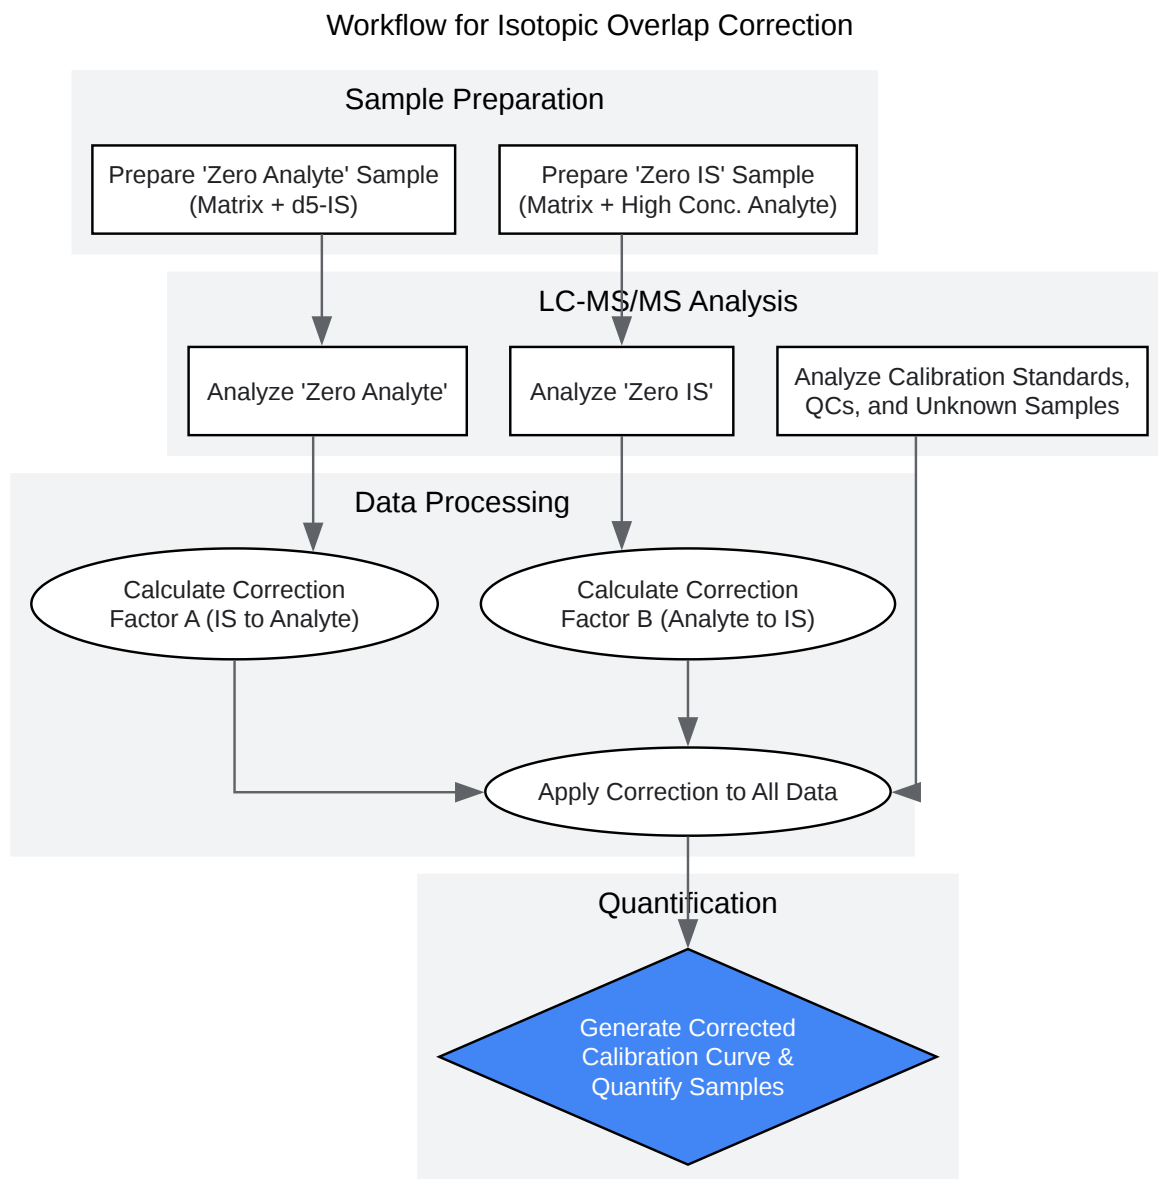 Workflow for Isotopic Overlap Correction
Sample Preparation
Prepare 'Zero Analyte' Sample
(Matrix + d5-IS)
Prepare 'Zero IS' Sample
(Matrix + High Conc. Analyte)
LC-MS/MS Analysis
Analyze 'Zero Analyte'
Analyze 'Zero IS'
Analyze Calibration Standards,
QCs, and Unknown Samples
Data Processing
Calculate Correction
Factor A (IS to Analyte)
Calculate Correction
Factor B (Analyte to IS)
Apply Correction to All Data
Quantification
Generate Corrected
Calibration Curve &
Quantify Samples